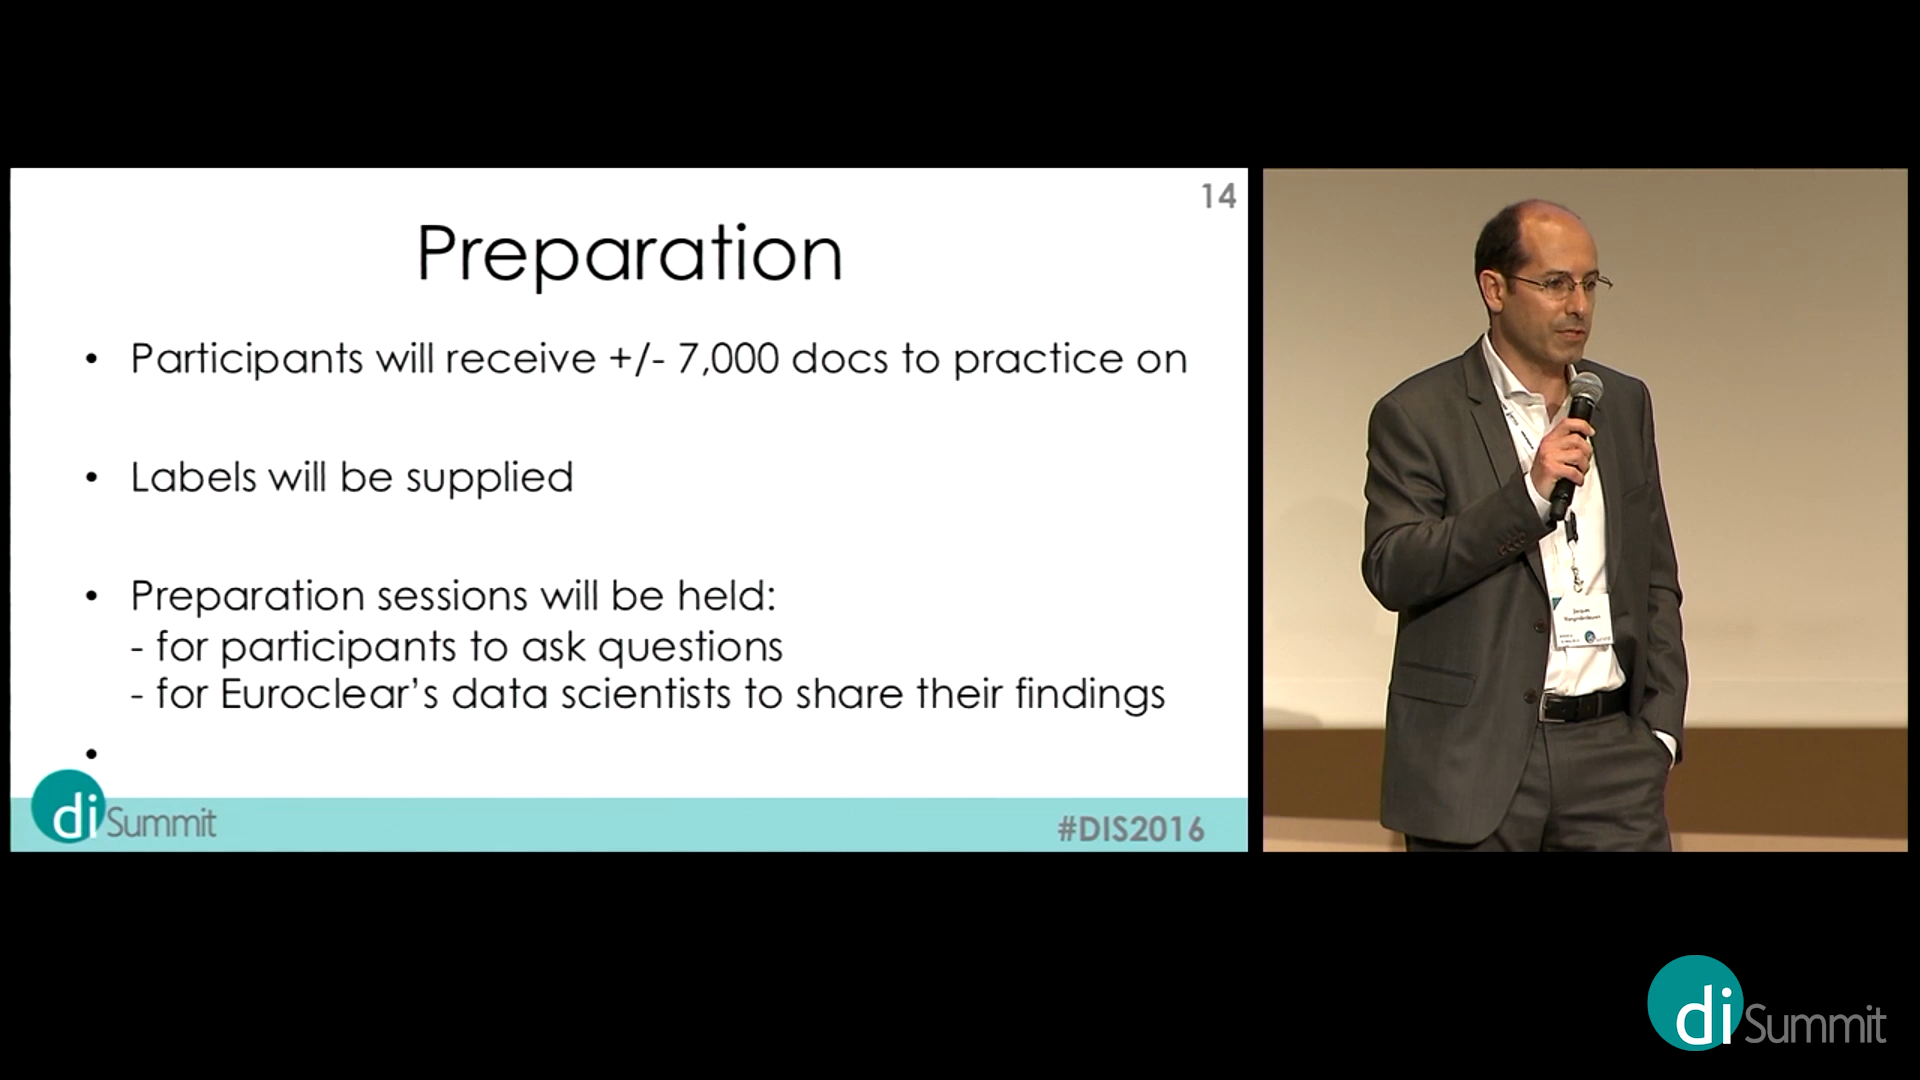 14
Preparation
• Participants will receive +/- 7,000 docs to practice on
• Labels will be supplied
• Preparation sessions will be held:
- for participants to ask questions
- for Euroclear's data scientists to share their findings
•
di Summit
#DIS2016
Jacques
di Summit